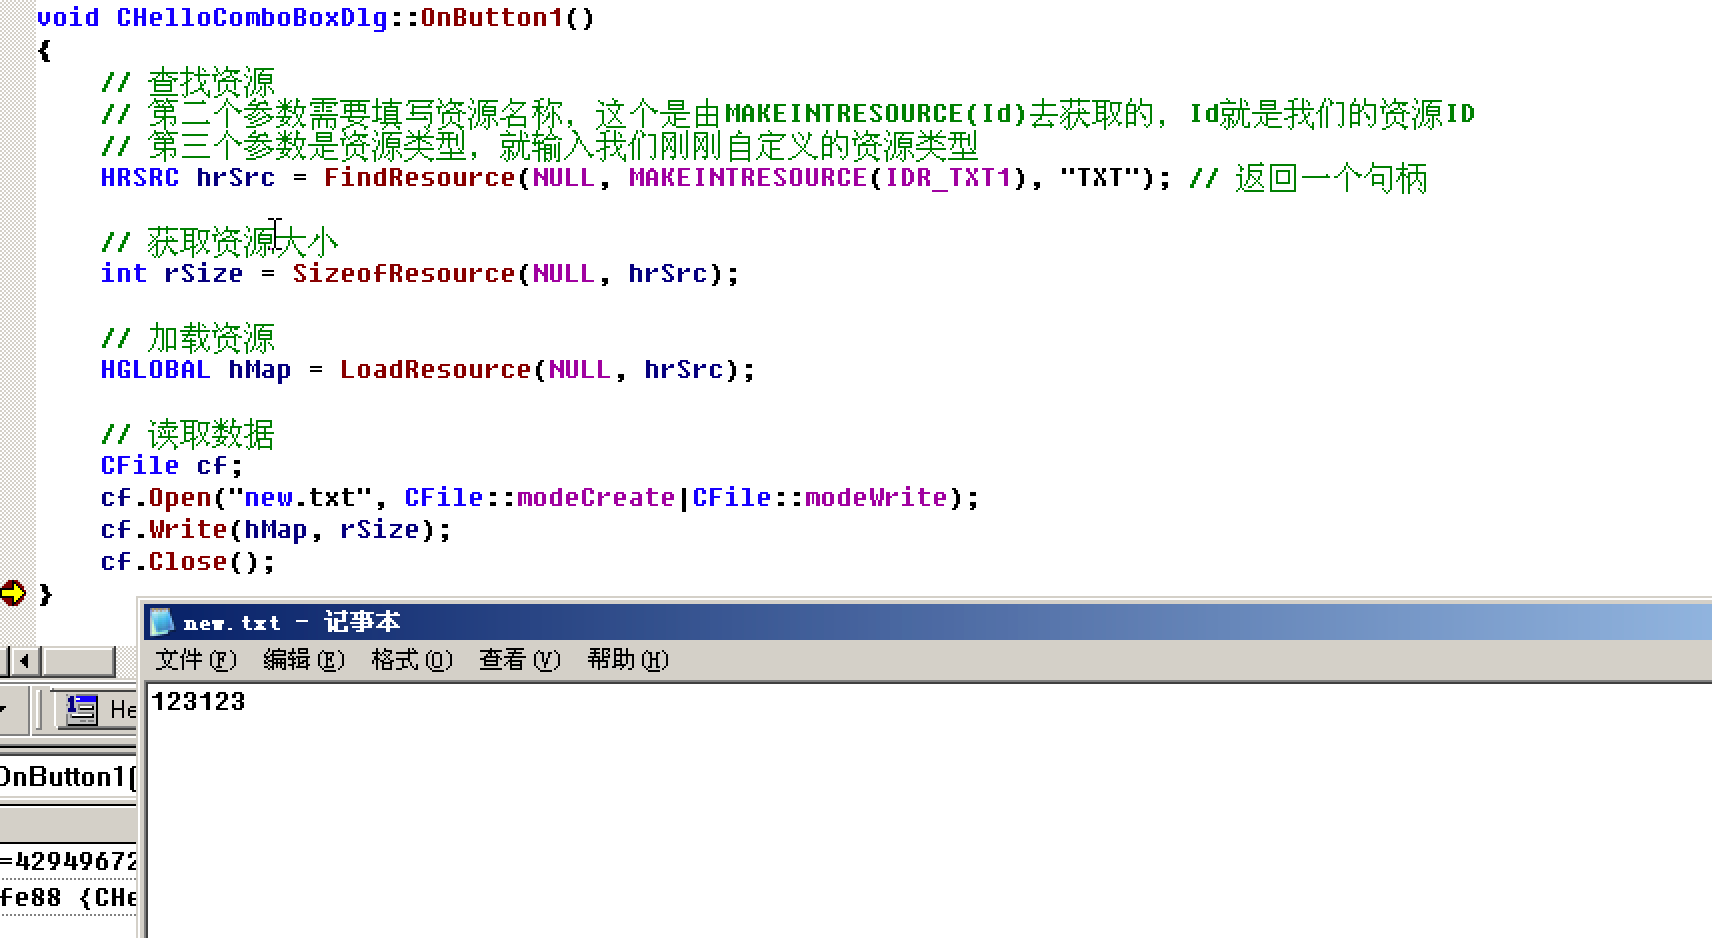 void CHelloComboBoxDlg::OnButton1()
{
// 查找资源
// 第二个参数需要填写资源名称，这个是由MAKEINTRESOURCE(Id)去获取的，Id就是我们的资源ID
// 第三个参数是资源类型，就输入我们刚刚自定义的资源类型
HRSRC hrSrc = FindResource(NULL, MAKEINTRESOURCE(IDR_TXT1), "TXT"); // 返回一个句柄
// 获取资源大小
int rSize = SizeofResource(NULL, hrSrc);
// 加载资源
HGLOBAL hMap = LoadResource(NULL, hrSrc);
// 读取数据
CFile cf;
cf.Open("new.txt", CFile::modeCreate|CFile::modeWrite);
cf.Write(hMap, rSize);
cf.Close();
}
new.txt - 记事本
文件(F) 编辑(E) 格式(O) 查看(V) 帮助(H)
123123
He
OnButton1(
=42949672
fe88 {CHe